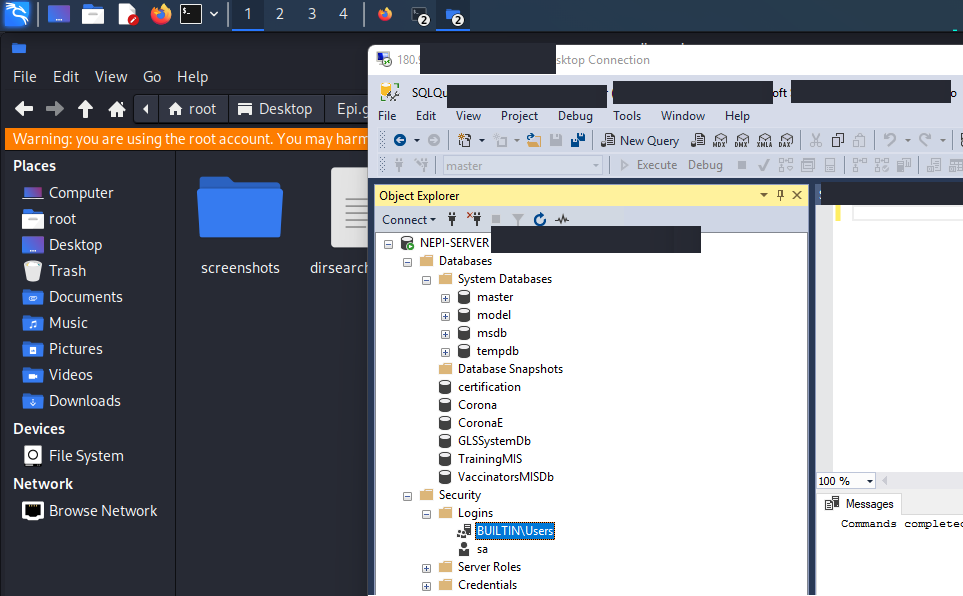 1 2 3 4 2 2
File Edit View Go Help
root Desktop Epi.g
Warning: you are using the root account. You may harm
Places
Computer
root
Desktop
Trash
Documents
Music
Pictures
Videos
Downloads
Devices
File System
Network
Browse Network
screenshots
dirsearch
180. sktop Connection
SQLQu ( oft o
File Edit View Project Debug Tools Window Help
New Query MDX DMX XMLA DAX
master Execute Debug
Object Explorer
Connect
NEPI-SERVER
Databases
System Databases
master
model
msdb
tempdb
Database Snapshots
certification
Corona
CoronaE
GLSSystemDb
TrainingMIS
VaccinatorsMISDb
Security
Logins
BUILTIN\Users
sa
Server Roles
Credentials
100 %
Messages
Commands completed